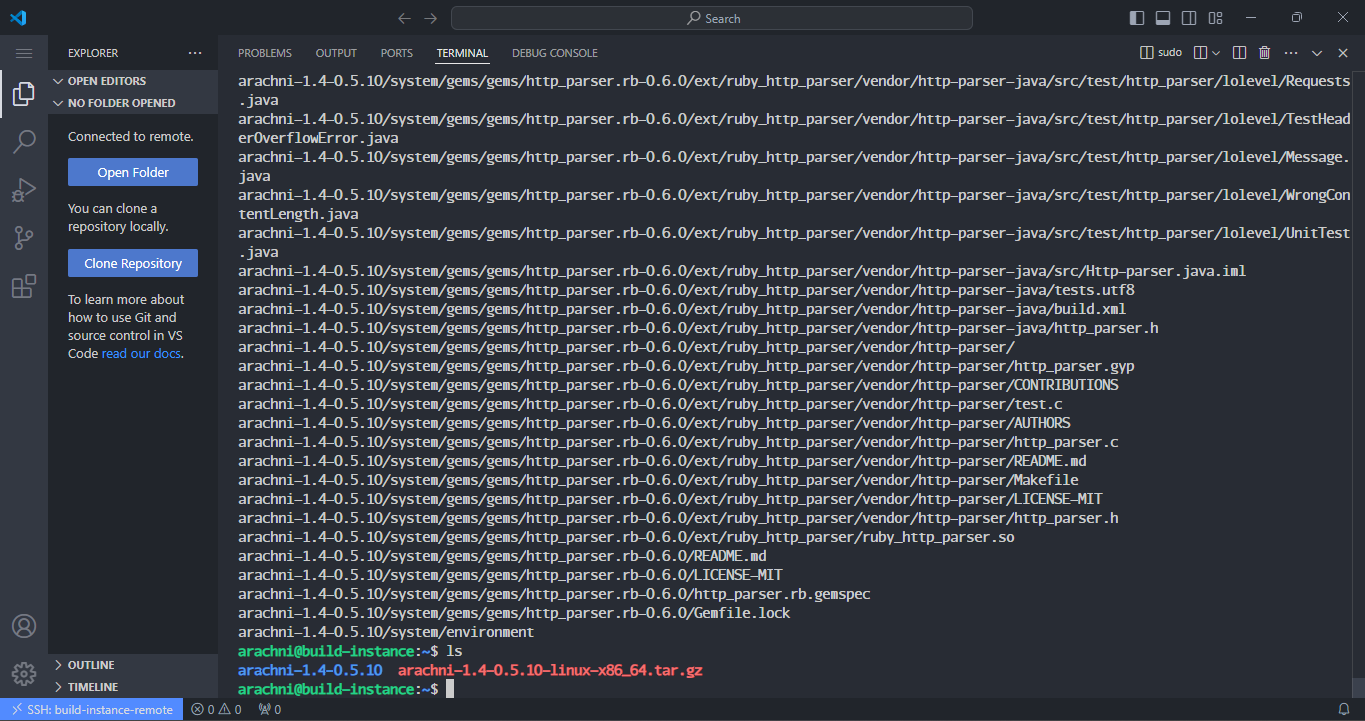 Search
EXPLORER
OPEN EDITORS
NO FOLDER OPENED
Connected to remote.
Open Folder
You can clone a
repository locally.
Clone Repository
To learn more about
how to use Git and
source control in VS
Code read our docs.
OUTLINE
TIMELINE
PROBLEMS OUTPUT PORTS TERMINAL DEBUG CONSOLE
sudo
arachni-1.4-0.5.10/system/gems/gems/http_parser.rb-0.6.0/ext/ruby_http_parser/vendor/http-parser-java/src/test/http_parser/lolevel/Requests
.java
arachni-1.4-0.5.10/system/gems/gems/http_parser.rb-0.6.0/ext/ruby_http_parser/vendor/http-parser-java/src/test/http_parser/lolevel/TestHead
erOverflowError.java
arachni-1.4-0.5.10/system/gems/gems/http_parser.rb-0.6.0/ext/ruby_http_parser/vendor/http-parser-java/src/test/http_parser/lolevel/Message.
java
arachni-1.4-0.5.10/system/gems/gems/http_parser.rb-0.6.0/ext/ruby_http_parser/vendor/http-parser-java/src/test/http_parser/lolevel/WrongCon
tentLength.java
arachni-1.4-0.5.10/system/gems/gems/http_parser.rb-0.6.0/ext/ruby_http_parser/vendor/http-parser-java/src/test/http_parser/lolevel/UnitTest
.java
arachni-1.4-0.5.10/system/gems/gems/http_parser.rb-0.6.0/ext/ruby_http_parser/vendor/http-parser-java/src/Http-parser.java.iml
arachni-1.4-0.5.10/system/gems/gems/http_parser.rb-0.6.0/ext/ruby_http_parser/vendor/http-parser-java/tests.utf8
arachni-1.4-0.5.10/system/gems/gems/http_parser.rb-0.6.0/ext/ruby_http_parser/vendor/http-parser-java/build.xml
arachni-1.4-0.5.10/system/gems/gems/http_parser.rb-0.6.0/ext/ruby_http_parser/vendor/http-parser-java/http_parser.h
arachni-1.4-0.5.10/system/gems/gems/http_parser.rb-0.6.0/ext/ruby_http_parser/vendor/http-parser/
arachni-1.4-0.5.10/system/gems/gems/http_parser.rb-0.6.0/ext/ruby_http_parser/vendor/http-parser/http_parser.gyp
arachni-1.4-0.5.10/system/gems/gems/http_parser.rb-0.6.0/ext/ruby_http_parser/vendor/http-parser/CONTRIBUTIONS
arachni-1.4-0.5.10/system/gems/gems/http_parser.rb-0.6.0/ext/ruby_http_parser/vendor/http-parser/test.c
arachni-1.4-0.5.10/system/gems/gems/http_parser.rb-0.6.0/ext/ruby_http_parser/vendor/http-parser/AUTHORS
arachni-1.4-0.5.10/system/gems/gems/http_parser.rb-0.6.0/ext/ruby_http_parser/vendor/http-parser/http_parser.c
arachni-1.4-0.5.10/system/gems/gems/http_parser.rb-0.6.0/ext/ruby_http_parser/vendor/http-parser/README.md
arachni-1.4-0.5.10/system/gems/gems/http_parser.rb-0.6.0/ext/ruby_http_parser/vendor/http-parser/Makefile
arachni-1.4-0.5.10/system/gems/gems/http_parser.rb-0.6.0/ext/ruby_http_parser/vendor/http-parser/LICENSE-MIT
arachni-1.4-0.5.10/system/gems/gems/http_parser.rb-0.6.0/ext/ruby_http_parser/vendor/http-parser/http_parser.h
arachni-1.4-0.5.10/system/gems/gems/http_parser.rb-0.6.0/ext/ruby_http_parser/ruby_http_parser.so
arachni-1.4-0.5.10/system/gems/gems/http_parser.rb-0.6.0/README.md
arachni-1.4-0.5.10/system/gems/gems/http_parser.rb-0.6.0/LICENSE-MIT
arachni-1.4-0.5.10/system/gems/gems/http_parser.rb-0.6.0/http_parser.rb.gemspec
arachni-1.4-0.5.10/system/gems/gems/http_parser.rb-0.6.0/Gemfile.lock
arachni-1.4-0.5.10/system/environment
arachni@build-instance:~$ ls
arachni-1.4-0.5.10 arachni-1.4-0.5.10-linux-x86_64.tar.gz
arachni@build-instance:~$
SSH: build-instance-remote 0 0 0